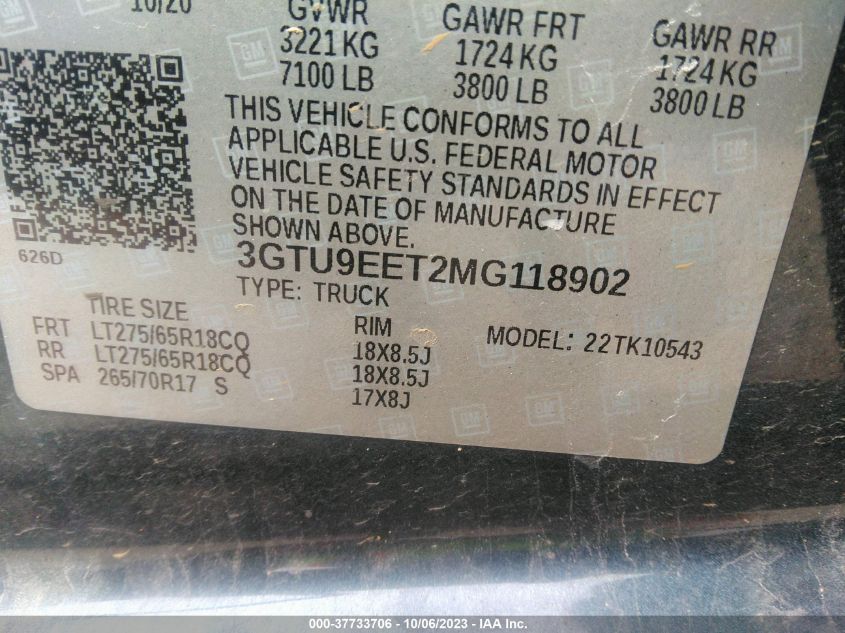 10/20 GVWR GAWR FRT GAWR RR
3221 KG 1724 KG 1724 KG
7100 LB 3800 LB 3800 LB
THIS VEHICLE CONFORMS TO ALL
APPLICABLE U.S. FEDERAL MOTOR
VEHICLE SAFETY STANDARDS IN EFFECT
ON THE DATE OF MANUFACTURE
SHOWN ABOVE.
626D
3GTU9EET2MG118902
TYPE: TRUCK
TIRE SIZE RIM MODEL: 22TK10543
FRT LT275/65R18CQ 18X8.5J
RR LT275/65R18CQ 18X8.5J
SPA 265/70R17 S 17X8J
GM
000-37733706 - 10/06/2023 - IAA Inc.